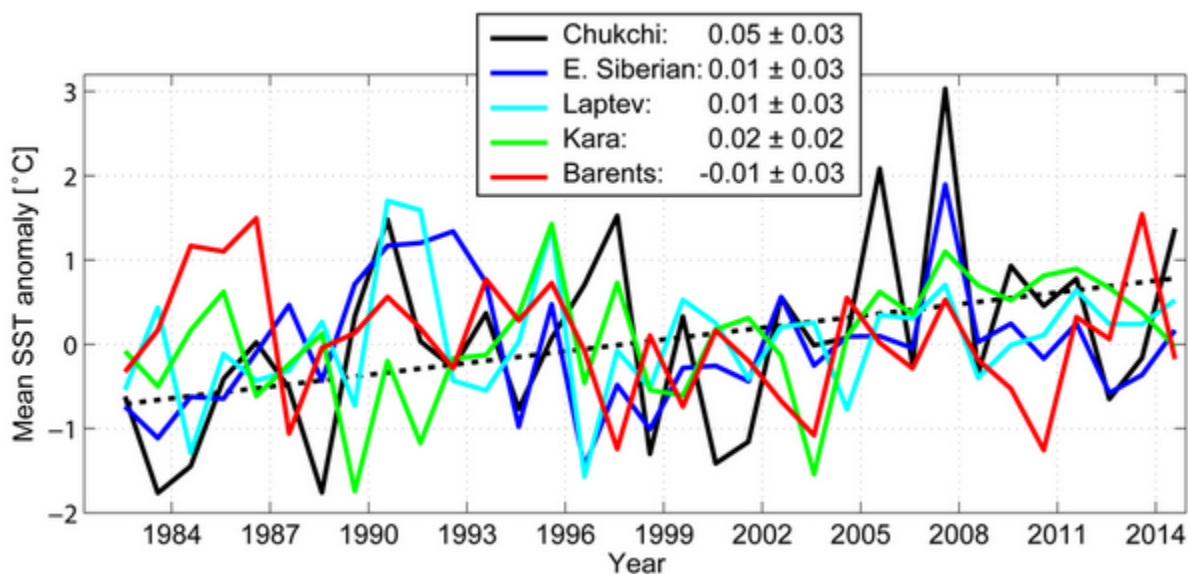 Chukchi: 0.05 ± 0.03
E. Siberian: 0.01 ± 0.03
Laptev: 0.01 ± 0.03
Kara: 0.02 ± 0.02
Barents: -0.01 ± 0.03
Mean SST anomaly [°C]
3
2
1
0
−1
−2
1984 1987 1990 1993 1996 1999 2002 2005 2008 2011 2014
Year